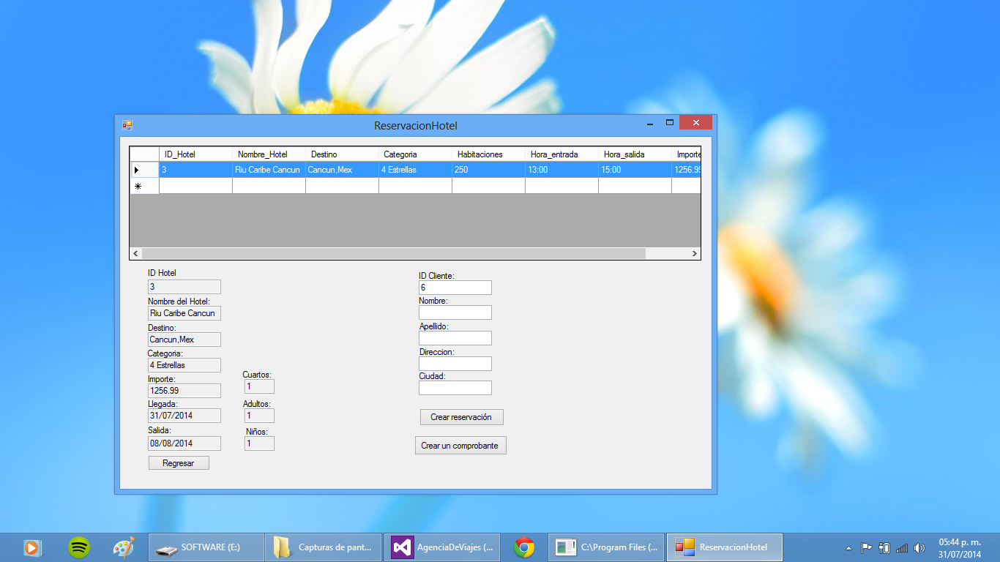 ReservacionHotel
ID_Hotel Nombre_Hotel Destino Categoria Habitaciones Hora_entrada Hora_salida Importe
3 Riu Caribe Cancun Cancun,Mex 4 Estrellas 250 13:00 15:00 1256.99
ID Hotel
3
Nombre del Hotel:
Riu Caribe Cancun
Destino:
Cancun,Mex
Categoria:
4 Estrellas
Importe:
1256.99
Llegada:
31/07/2014
Salida:
08/08/2014
Regresar
Cuartos:
1
Adultos:
1
Niños:
1
ID Cliente:
6
Nombre:
Apellido:
Direccion:
Ciudad:
Crear reservación
Crear un comprobante
SOFTWARE (E:)
Capturas de pant...
AgenciaDeViajes (...
C:\Program Files (...
ReservacionHotel
05:44 p. m.
31/07/2014